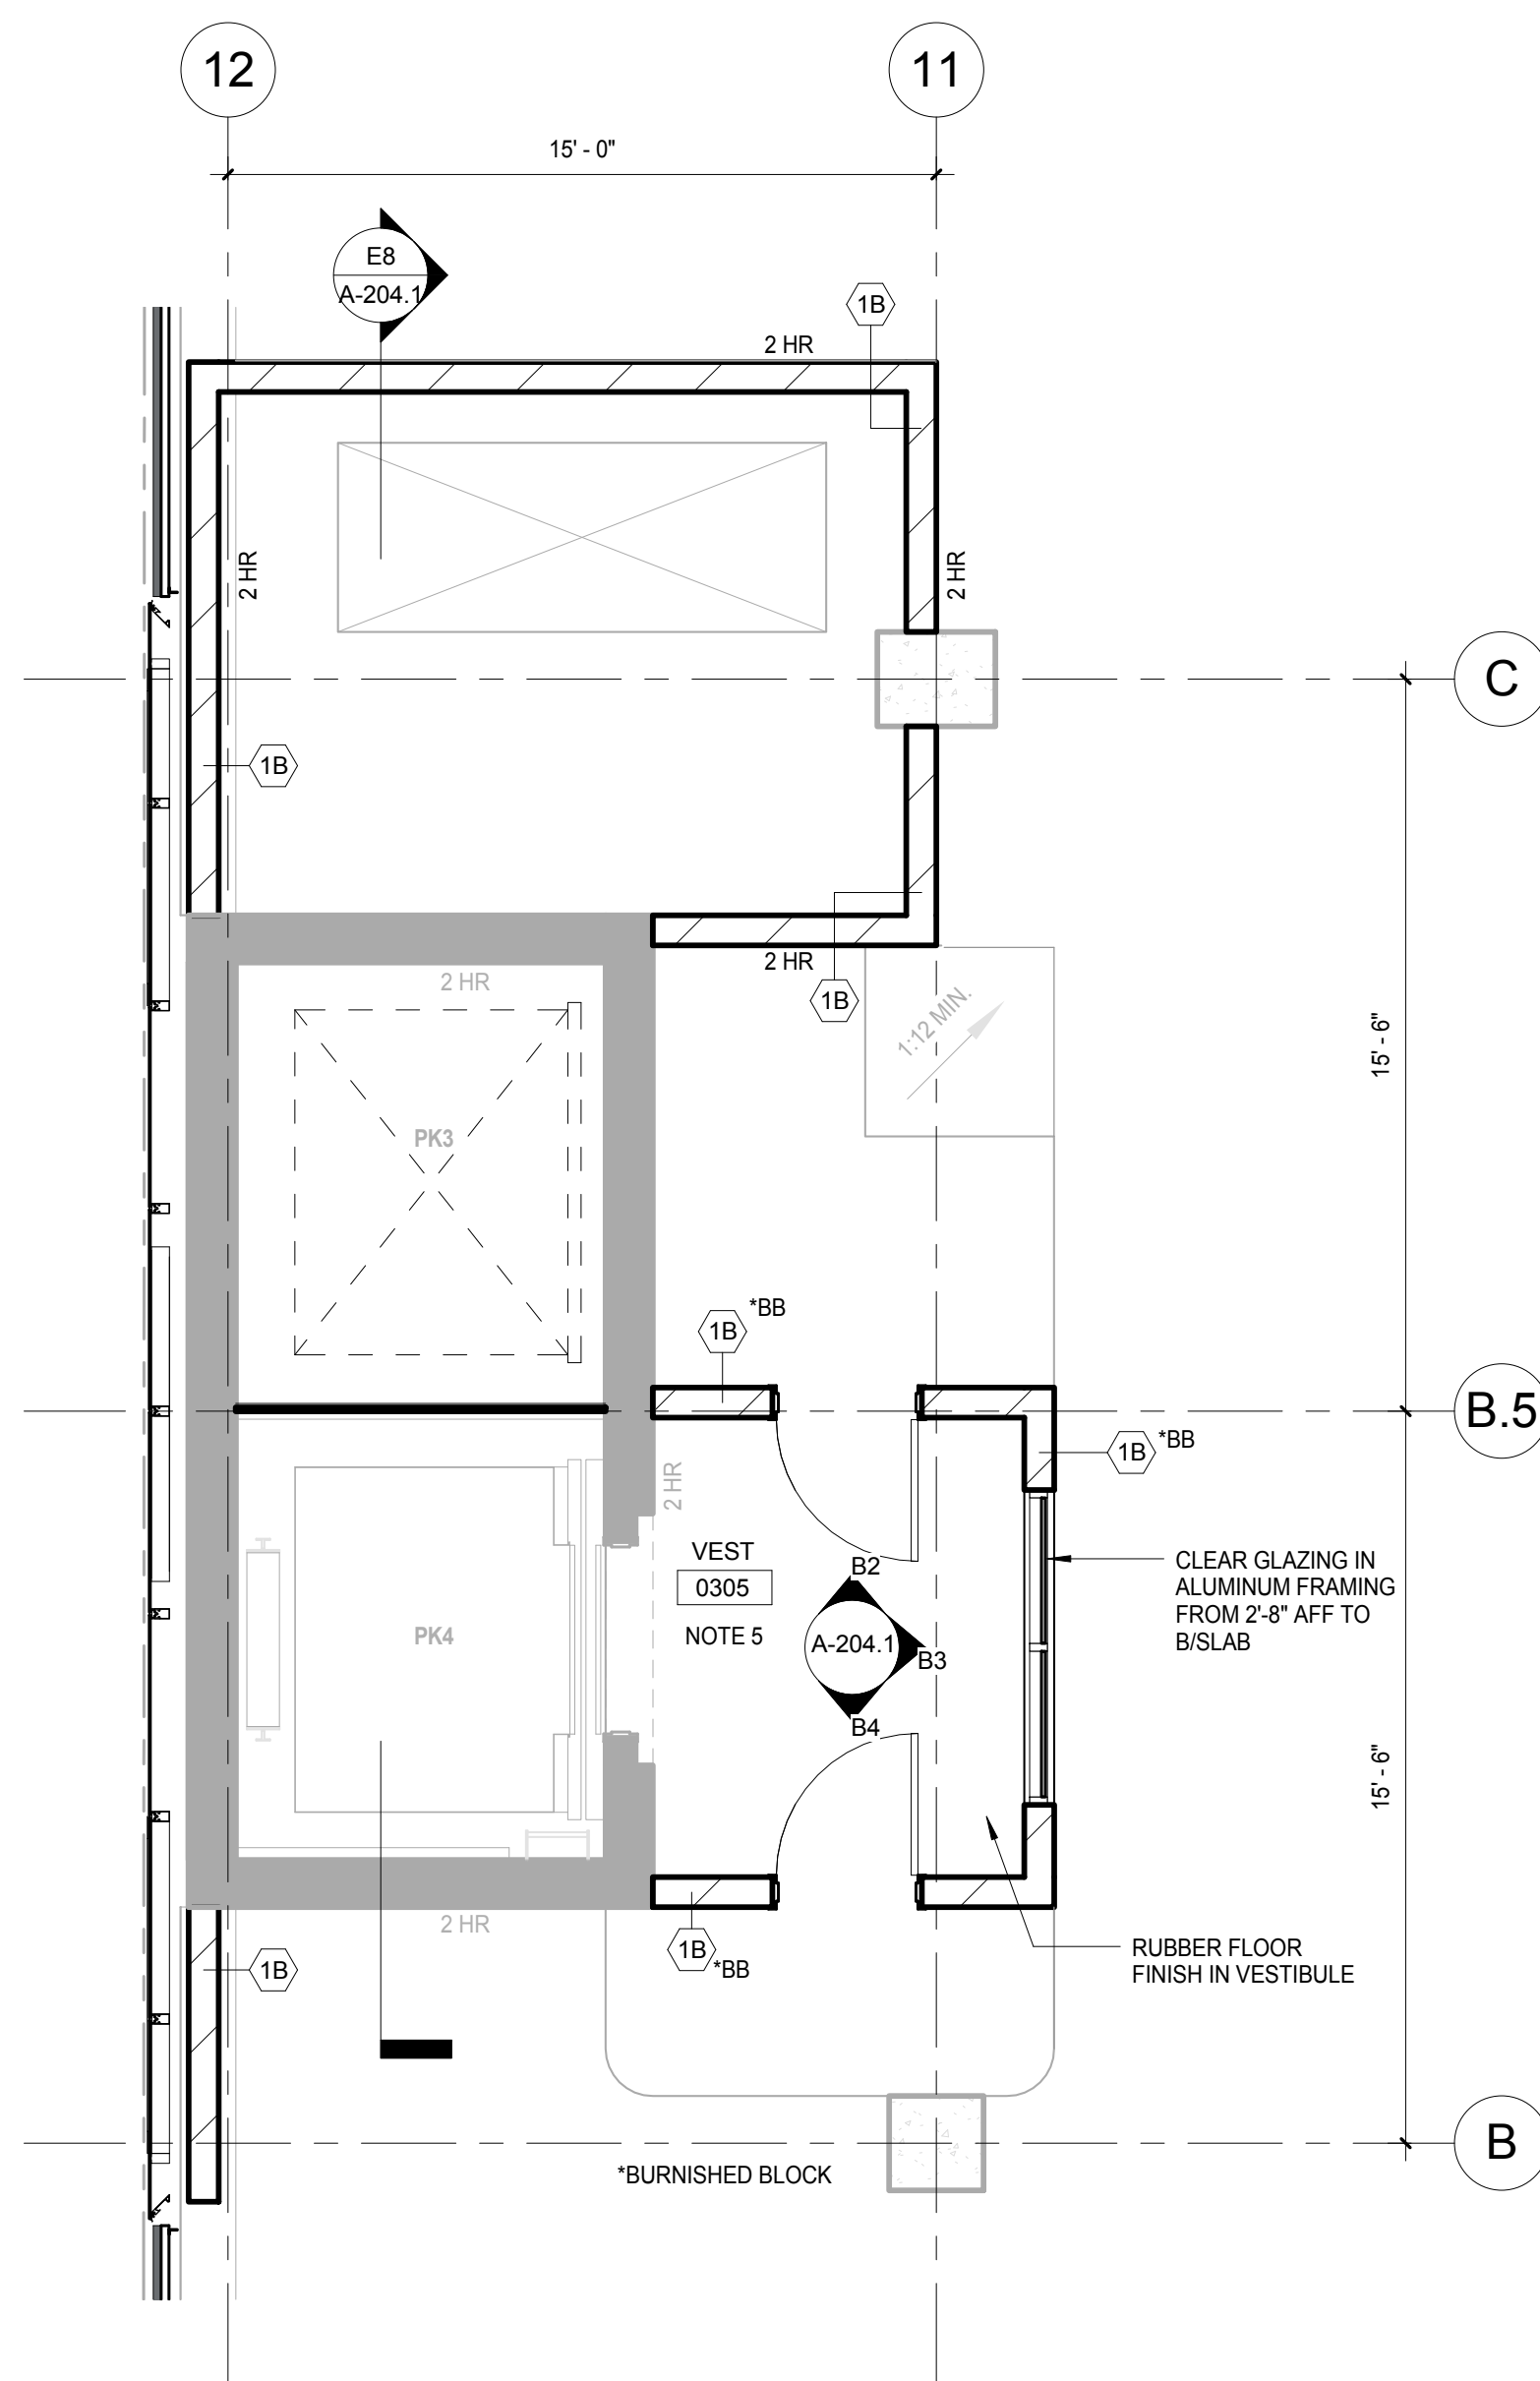 12
11
15' - 0"
E8
A-204.1
1B
2 HR
2 HR
2 HR
C
1B
2 HR
2 HR
1B
1:12 MIN.
15' - 6"
PK3
*BB
1B
B.5
*BB
1B
2 HR
VEST
0305
NOTE 5
B2
A-204.1
B3
B4
CLEAR GLAZING IN
ALUMINUM FRAMING
FROM 2'-8" AFF TO
B/SLAB
PK4
15' - 6"
2 HR
1B
*BB
1B
RUBBER FLOOR
FINISH IN VESTIBULE
B
*BURNISHED BLOCK